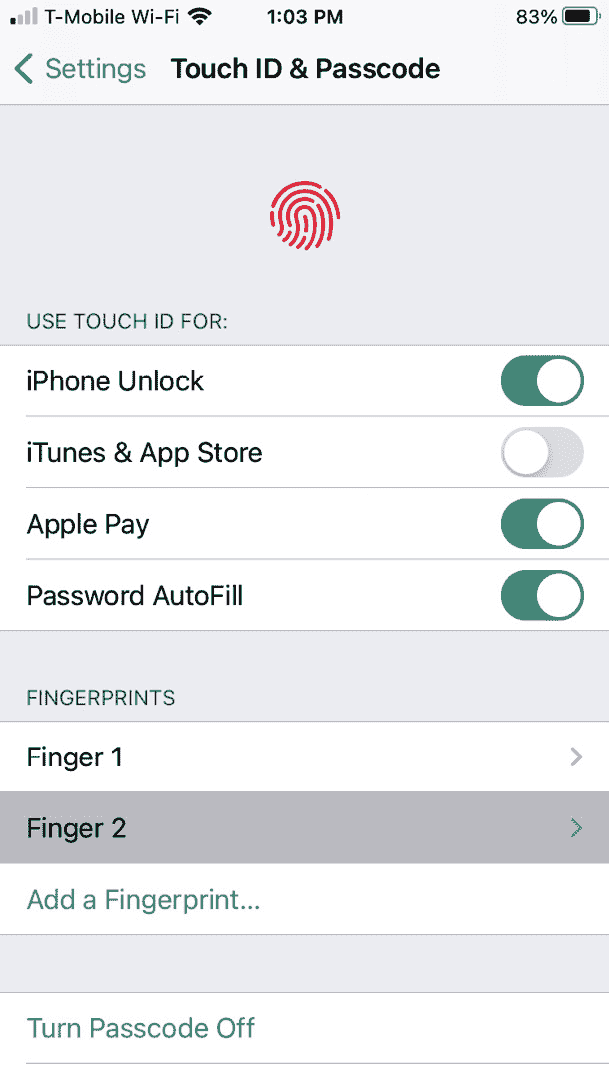 T-Mobile Wi-Fi 1:03 PM 83%
Settings Touch ID & Passcode
USE TOUCH ID FOR:
iPhone Unlock
iTunes & App Store
Apple Pay
Password AutoFill
FINGERPRINTS
Finger 1
Finger 2
Add a Fingerprint...
Turn Passcode Off